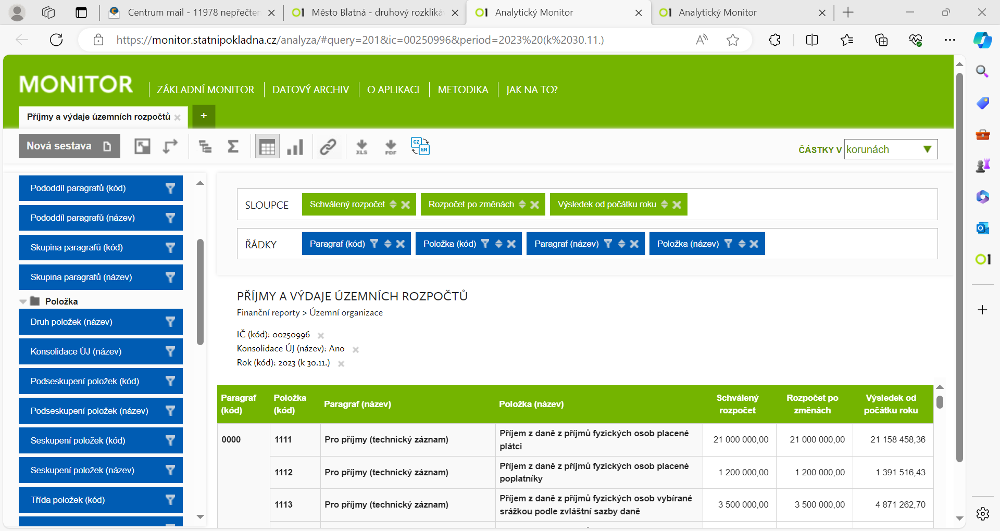 Centrum mail - 11978 nepřečten
Město Blatná - druhový rozkliká
Analytický Monitor
Analytický Monitor
https://monitor.statnipokladna.cz/analyza/#query=201&ic=00250996&period=2023%20(k%2030.11.)
MONITOR
ZÁKLADNÍ MONITOR
DATOVÝ ARCHIV
O APLIKACI
METODIKA
JAK NA TO?
Příjmy a výdaje územních rozpočtů
+
Nová sestava
XLS
PDF
CZ
EN
ČÁSTKY V
korunách
Pododdíl paragrafů (kód)
Pododdíl paragrafů (název)
Skupina paragrafů (kód)
Skupina paragrafů (název)
Položka
Druh položek (název)
Konsolidace ÚJ (název)
Podseskupení položek (kód)
Podseskupení položek (název)
Seskupení položek (kód)
Seskupení položek (název)
Třída položek (kód)
SLOUPCE
Schválený rozpočet
Rozpočet po změnách
Výsledek od počátku roku
ŘÁDKY
Paragraf (kód)
Položka (kód)
Paragraf (název)
Položka (název)
PŘÍJMY A VÝDAJE ÚZEMNÍCH ROZPOČTŮ
Finanční reporty > Územní organizace
IČ (kód): 00250996
Konsolidace ÚJ (název): Ano
Rok (kód): 2023 (k 30.11.)
Paragraf
(kód)
Položka
(kód)
Paragraf (název)
Položka (název)
Schválený
rozpočet
Rozpočet po
změnách
Výsledek od
počátku roku
0000
1111
Pro příjmy (technický záznam)
Příjem z daně z příjmů fyzických osob placené
plátci
21 000 000,00
21 000 000,00
21 158 458,36
1112
Pro příjmy (technický záznam)
Příjem z daně z příjmů fyzických osob placené
poplatníky
1 200 000,00
1 200 000,00
1 391 516,43
1113
Pro příjmy (technický záznam)
Příjem z daně z příjmů fyzických osob vybírané
srážkou podle zvláštní sazby daně
3 500 000,00
3 500 000,00
4 871 262,70